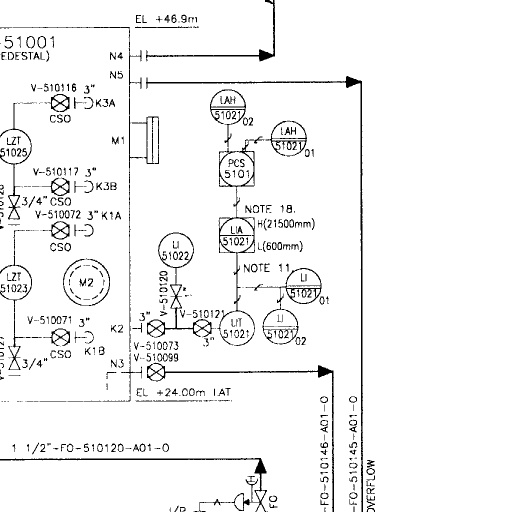 EL +46.9m
-51001
EDESTAL)
N4
N5
V-510116 3"
K3A
CSO
LAH
51021
02
LAH
51021
01
M1
LZT
51025
PCS
5101
V-510117 3"
K3B
3/4" CSO
V-510072 3" K1A
CSO
NOTE 18.
H(21500mm)
LIA
51021
L(600mm)
LI
51022
NOTE 11.
LZT
51023
M2
V-510120
LI
51021
01
V-510071 3"
CSO
K1B
3/4"
V-510127
K2
3"
V-510121
3"
LIT
51021
LI
51021
02
V-510073
V-510099
N3
EL +24.00m LAT
-FO-510146-A01-0
-FO-510145-A01-0
OVERFLOW
1 1/2"-FO-510120-A01-0
FO
I/P